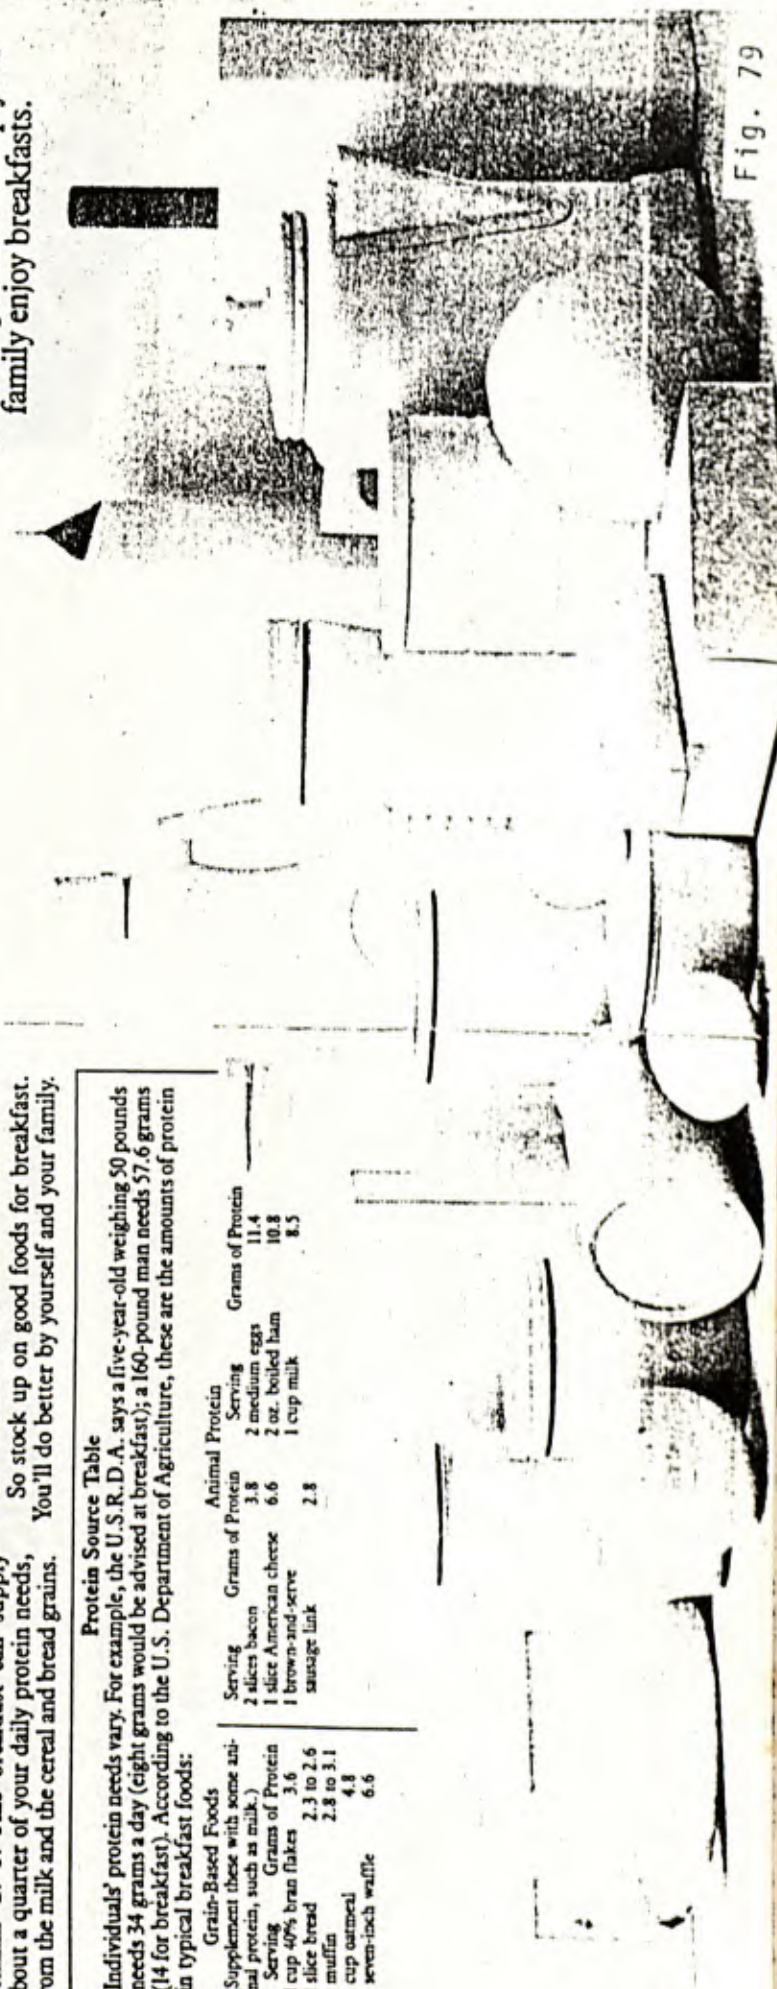 bout a quarter of your daily protein needs,
rom the milk and the cereal and bread grains.
So stock up on good foods for breakfast.
You'll do better by yourself and your family.
family enjoy breakfasts.
Protein Source Table
Individuals' protein needs vary. For example, the U.S.R.D.A. says a five-year-old weighing 50 pounds
needs 34 grams a day (eight grams would be advised at breakfast); a 160-pound man needs 57.6 grams
(14 for breakfast). According to the U.S. Department of Agriculture, these are the amounts of protein
in typical breakfast foods:
Grain-Based Foods
Supplement these with some ani-
mal protein, such as milk.)
Serving Grams of Protein
cup 40% bran flakes 3.6
slice bread 2.3 to 2.6
muffin 2.8 to 3.1
cup oatmeal 4.8
seven-inch waffle 6.6
Animal Protein
Serving Grams of Protein
2 slices bacon 3.8
1 slice American cheese 6.6
1 brown-and-serve
sausage link 2.8
Serving Grams of Protein
2 medium eggs 11.4
2 oz. boiled ham 10.8
1 cup milk 8.5
Fig. 79